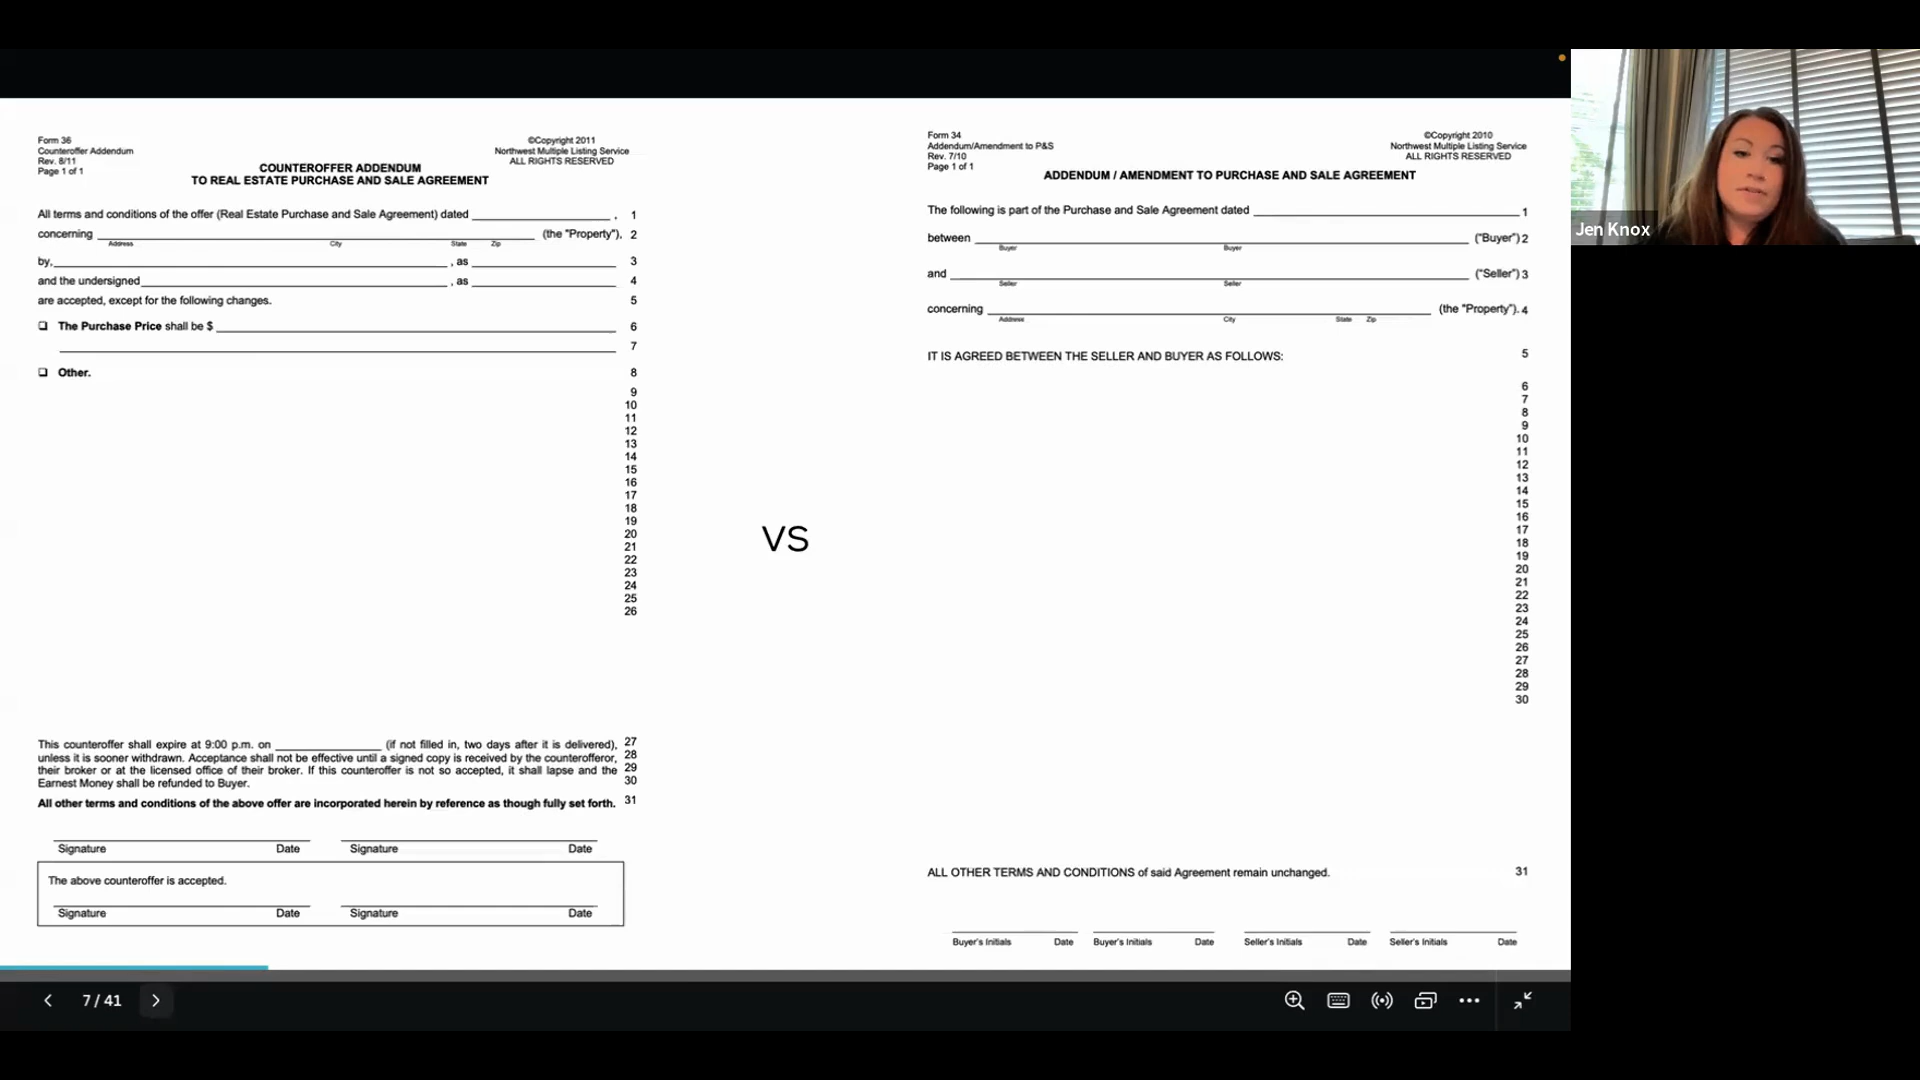 Form 36
Counteroffer Addendum
Rev. 8/11
Page 1 of 1
©Copyright 2011
Northwest Multiple Listing Service
ALL RIGHTS RESERVED
COUNTEROFFER ADDENDUM
TO REAL ESTATE PURCHASE AND SALE AGREEMENT
All terms and conditions of the offer (Real Estate Purchase and Sale Agreement) dated ____________________ , 1
concerning ____________________ (the "Property"), 2
Address City State Zip
by, ____________________ , as ____________________ 3
and the undersigned ____________________ , as ____________________ 4
are accepted, except for the following changes. 5
❑ The Purchase Price shall be $ ____________________ 6
____________________ 7
❑ Other. 8
9
10
11
12
13
14
15
16
17
18
19
20
21
22
23
24
25
26
This counteroffer shall expire at 9:00 p.m. on ____________________ (if not filled in, two days after it is delivered), 27
unless it is sooner withdrawn. Acceptance shall not be effective until a signed copy is received by the counterofferor, 28
their broker or at the licensed office of their broker. If this counteroffer is not so accepted, it shall lapse and the 29
Earnest Money shall be refunded to Buyer. 30
All other terms and conditions of the above offer are incorporated herein by reference as though fully set forth. 31
Signature Date Signature Date
The above counteroffer is accepted.
Signature Date Signature Date
VS
Form 34
Addendum/Amendment to P&S
Rev. 7/10
Page 1 of 1
©Copyright 2010
Northwest Multiple Listing Service
ALL RIGHTS RESERVED
ADDENDUM / AMENDMENT TO PURCHASE AND SALE AGREEMENT
The following is part of the Purchase and Sale Agreement dated ____________________ 1
between ____________________ ("Buyer") 2
Buyer Buyer
and ____________________ ("Seller") 3
Seller Seller
concerning ____________________ (the "Property"). 4
Address City State Zip
IT IS AGREED BETWEEN THE SELLER AND BUYER AS FOLLOWS: 5
6
7
8
9
10
11
12
13
14
15
16
17
18
19
20
21
22
23
24
25
26
27
28
29
30
ALL OTHER TERMS AND CONDITIONS of said Agreement remain unchanged. 31
Buyer's Initials Date Buyer's Initials Date Seller's Initials Date Seller's Initials Date
7 / 41
Jen Knox